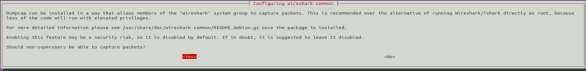 Configuring wireshark-common
Dumpcap can be installed in a way that allows members of the "wireshark" system group to capture packets. This is recommended over the alternative of running Wireshark/Tshark directly as root, because
less of the code will run with elevated privileges.
For more detailed information please see /usr/share/doc/wireshark-common/README.Debian.gz once the package is installed.
Enabling this feature may be a security risk, so it is disabled by default. If in doubt, it is suggested to leave it disabled.
Should non-superusers be able to capture packets?
<Yes> <No>